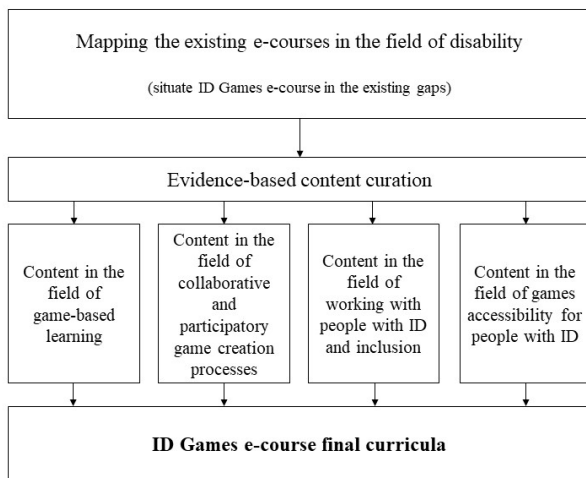 Mapping the existing e-courses in the field of disability
(situate ID Games e-course in the existing gaps)
Evidence-based content curation
Content in the
field of
game-based
learning
Content in the
field of
collaborative
and
participatory
game creation
processes
Content in the
field of
working with
people with ID
and inclusion
Content in the
field of games
accessibility for
people with ID
ID Games e-course final curricula